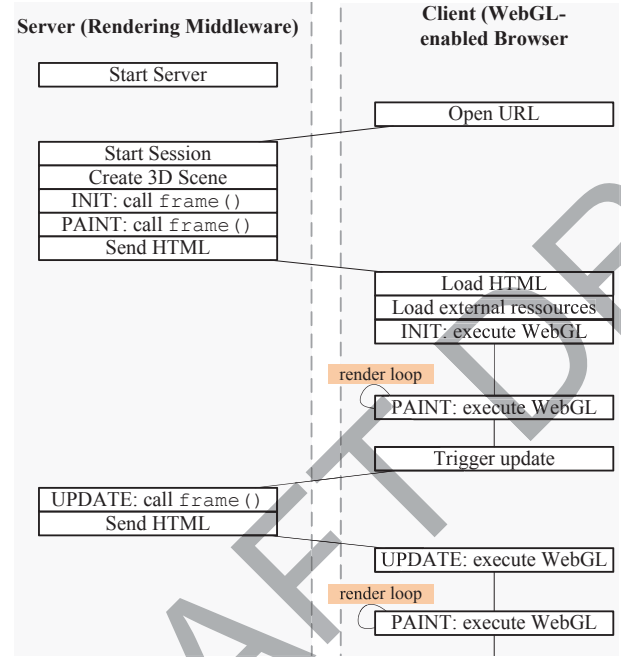 Server (Rendering Middleware)
Client (WebGL-
enabled Browser
Start Server
Open URL
Start Session
Create 3D Scene
INIT: call frame()
PAINT: call frame()
Send HTML
Load HTML
Load external ressources
INIT: execute WebGL
render loop
PAINT: execute WebGL
Trigger update
UPDATE: call frame()
Send HTML
UPDATE: execute WebGL
render loop
PAINT: execute WebGL